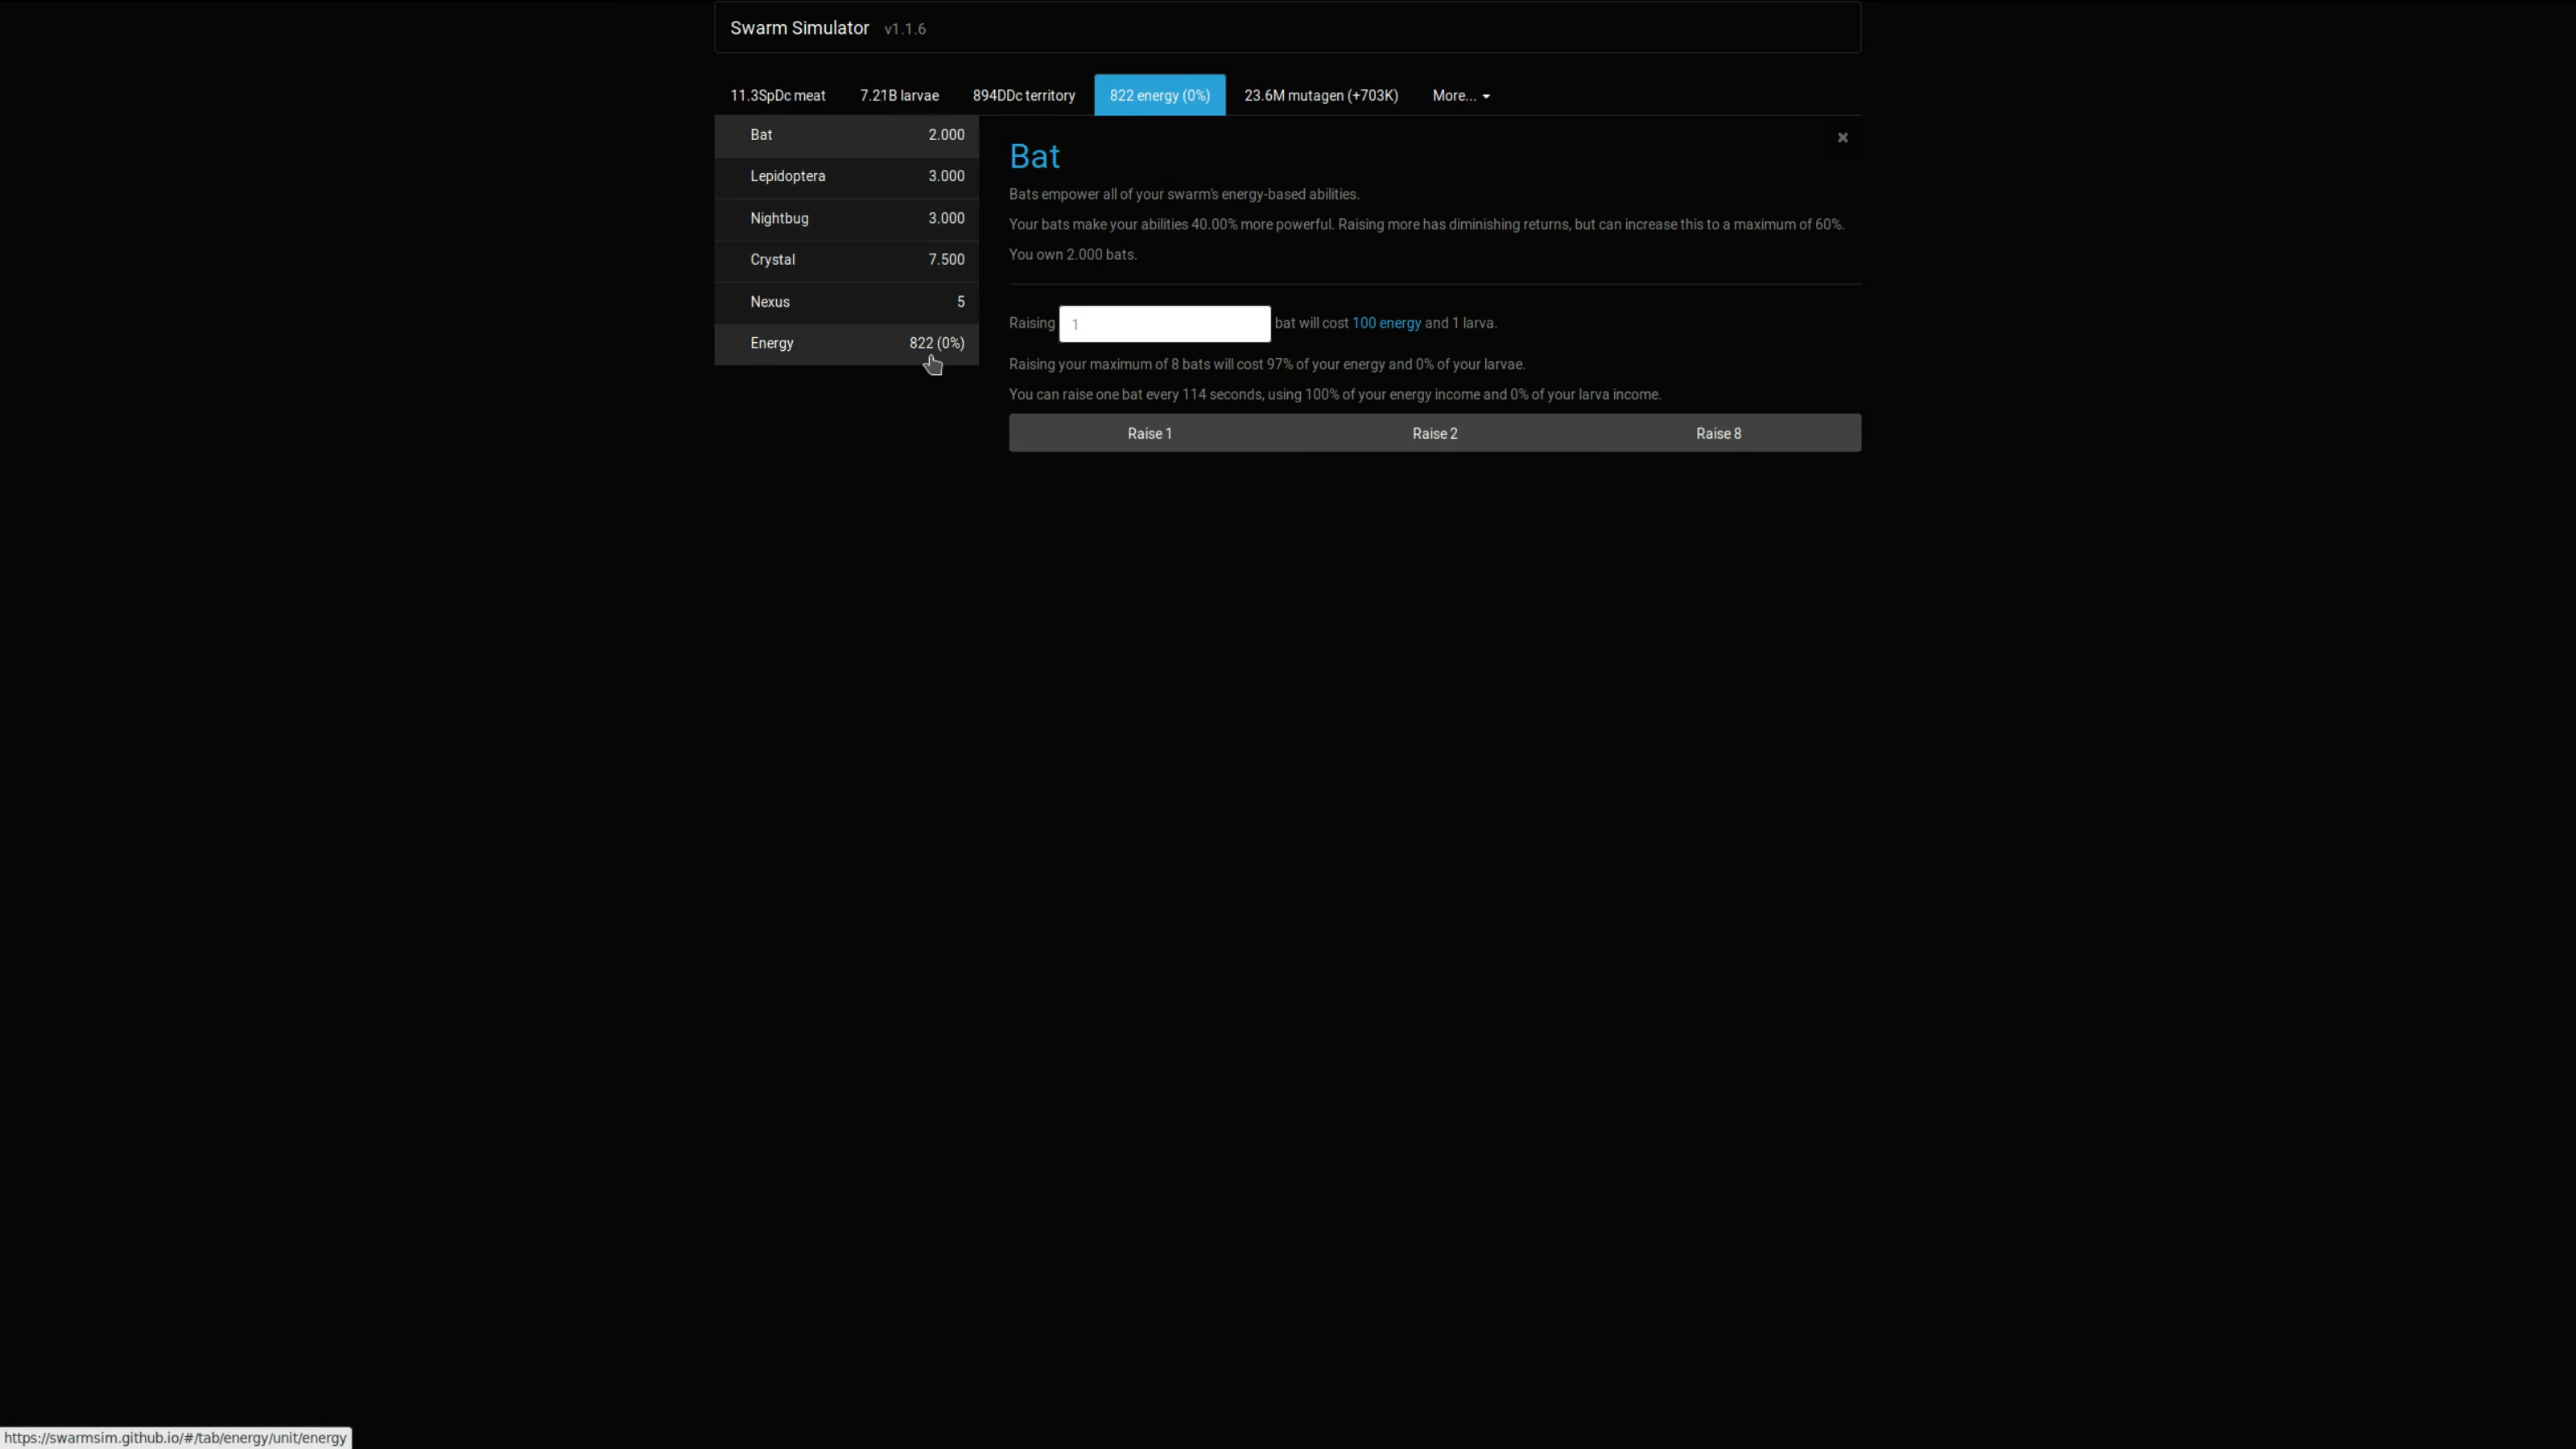 Swarm Simulator v1.1.6
11.3SpDc meat 7.21B larvae 894DDc territory 822 energy (0%) 23.6M mutagen (+703K) More...
Bat 2.000
Lepidoptera 3.000
Nightbug 3.000
Crystal 7.500
Nexus 5
Energy 822 (0%)
Bat
Bats empower all of your swarm's energy-based abilities.
Your bats make your abilities 40.00% more powerful. Raising more has diminishing returns, but can increase this to a maximum of 60%.
You own 2.000 bats.
Raising 1 bat will cost 100 energy and 1 larva.
Raising your maximum of 8 bats will cost 97% of your energy and 0% of your larvae.
You can raise one bat every 114 seconds, using 100% of your energy income and 0% of your larva income.
Raise 1 Raise 2 Raise 8
https://swarmsim.github.io/#/tab/energy/unit/energy